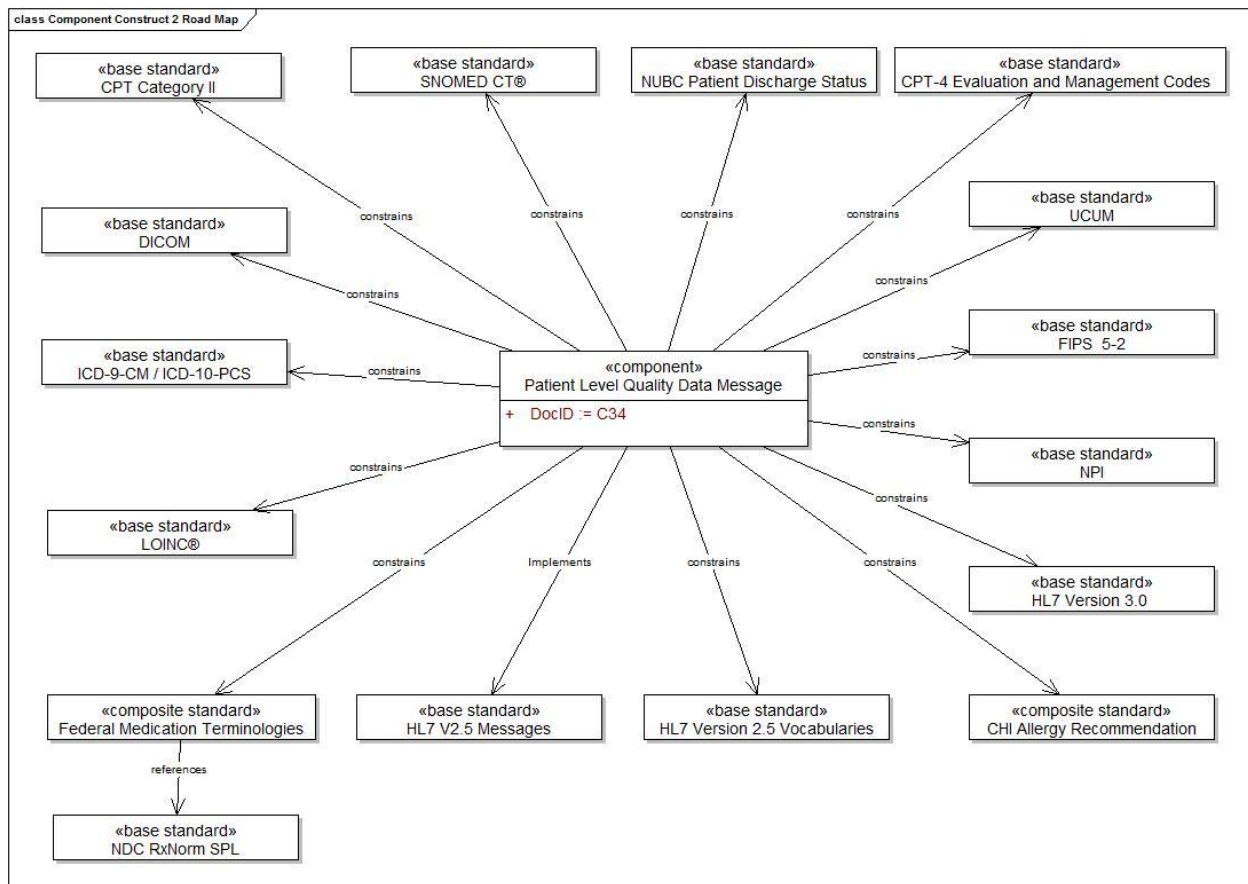 class Component Construct 2 Road Map
«base standard»
CPT Category II
«base standard»
SNOMED CT®
«base standard»
NUBC Patient Discharge Status
«base standard»
CPT-4 Evaluation and Management Codes
constrains
constrains
constrains
constrains
«base standard»
DICOM
«base standard»
UCUM
constrains
constrains
«base standard»
ICD-9-CM / ICD-10-PCS
constrains
«component»
Patient Level Quality Data Message
+ DocID := C34
constrains
«base standard»
FIPS 5-2
constrains
«base standard»
NPI
constrains
«base standard»
LOINC®
constrains
«base standard»
HL7 Version 3.0
constrains
Implements
constrains
constrains
«composite standard»
Federal Medication Terminologies
«base standard»
HL7 V2.5 Messages
«base standard»
HL7 Version 2.5 Vocabularies
«composite standard»
CHI Allergy Recommendation
references
«base standard»
NDC RxNorm SPL